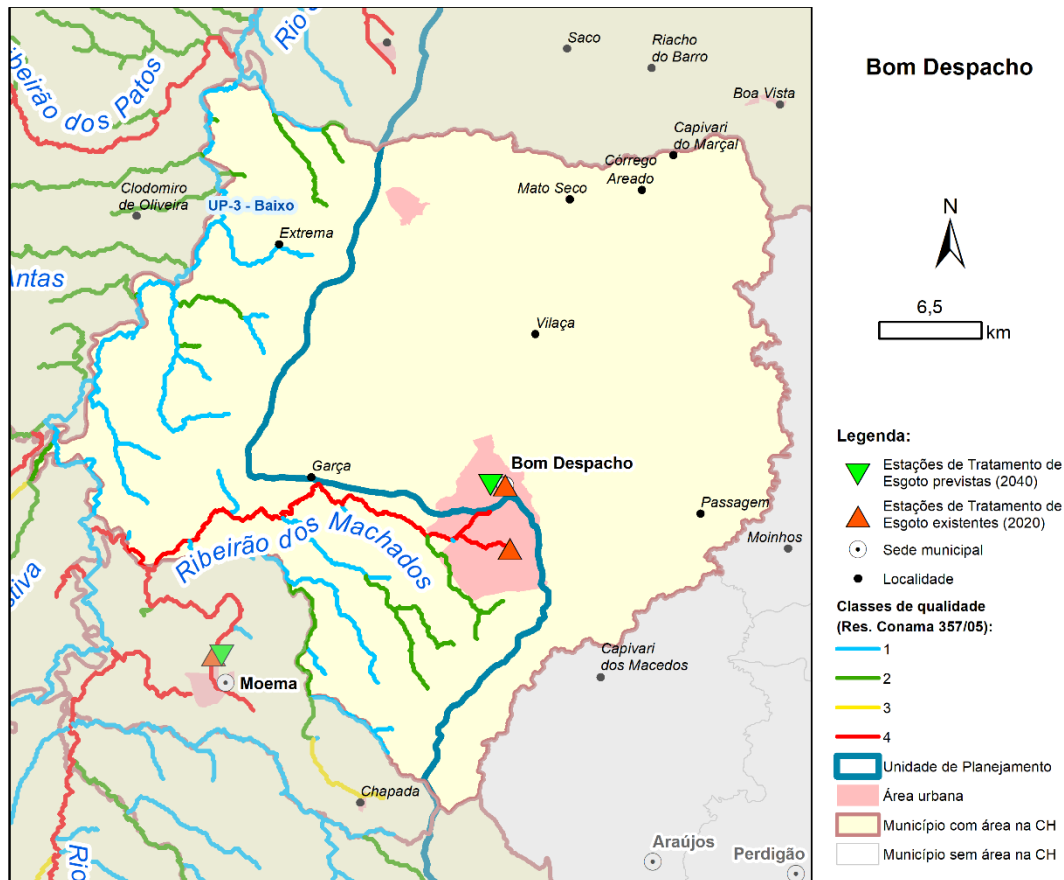 Rio
Saco
Riacho
do Barro
Boa Vista
Ribeirão dos Patos
Capivari
do Marçal
Córrego
Areado
Mato Seco
Clodomiro
de Oliveira
UP-3 - Baixo
Extrema
Antas
Vilaça
Garça
Bom Despacho
Passagem
Moinhos
Ribeirão dos Machados
stiva
Moema
Capivari
dos Macedos
Chapada
Rio
Araújos
Perdigão
Bom Despacho
N
6,5
km
Legenda:
Estações de Tratamento de
Esgoto previstas (2040)
Estações de Tratamento de
Esgoto existentes (2020)
Sede municipal
Localidade
Classes de qualidade
(Res. Conama 357/05):
1
2
3
4
Unidade de Planejamento
Área urbana
Município com área na CH
Município sem área na CH